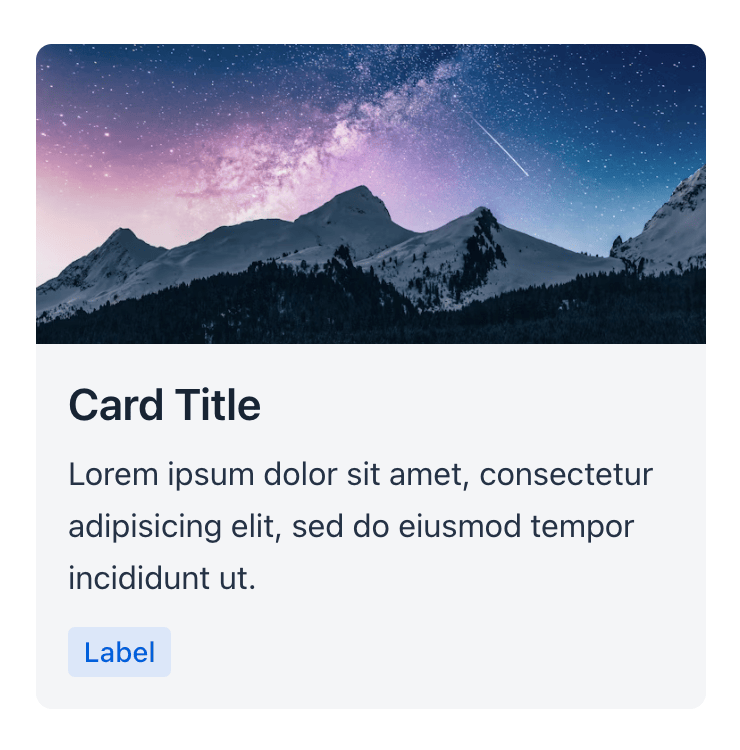 Card Title
Lorem ipsum dolor sit amet, consectetur
adipisicing elit, sed do eiusmod tempor
incididunt ut.
Label